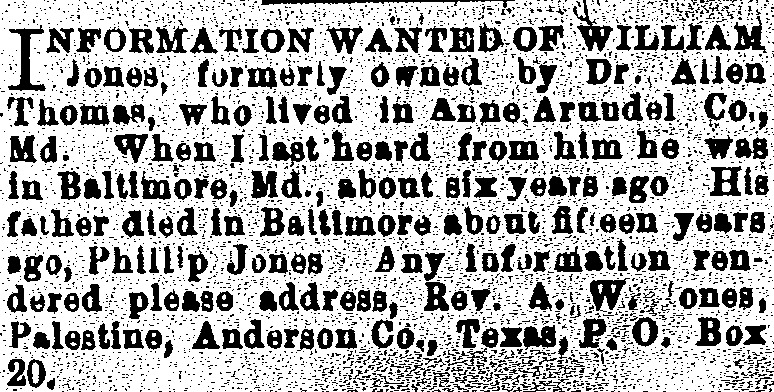 INFORMATION WANTED OF WILLIAM
Jones, formerly owned by Dr. Allen
Thomas, who lived in Anne Arundel Co.,
Md. When I last heard from him he was
in Baltimore, Md., about six years ago His
father died in Baltimore about fifteen years
ago, Phillip Jones Any information ren-
dered please address, Rev. A. W. Jones,
Palestine, Anderson Co., Texas, P. O. Box
20.